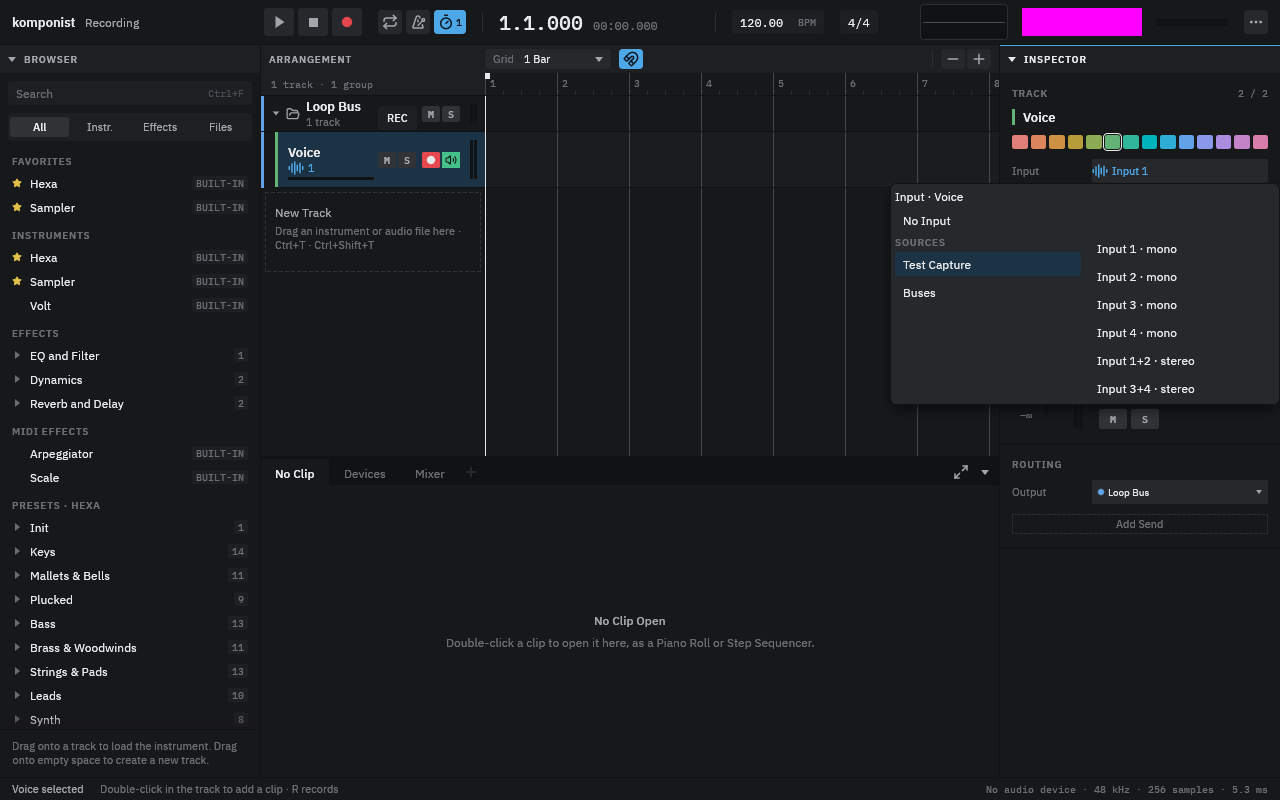 komponist Recording
1
1.1.000 00:00.000
120.00 BPM 4/4
BROWSER
Search Ctrl+F
All Instr. Effects Files
FAVORITES
Hexa BUILT-IN
Sampler BUILT-IN
INSTRUMENTS
Hexa BUILT-IN
Sampler BUILT-IN
Volt BUILT-IN
EFFECTS
EQ and Filter 1
Dynamics 2
Reverb and Delay 2
MIDI EFFECTS
Arpeggiator BUILT-IN
Scale BUILT-IN
PRESETS · HEXA
Init 1
Keys 14
Mallets & Bells 11
Plucked 9
Bass 13
Brass & Woodwinds 11
Strings & Pads 13
Leads 10
Synth 8
Drag onto a track to load the instrument. Drag
onto empty space to create a new track.
ARRANGEMENT
Grid 1 Bar
1 track · 1 group
1 2 3 4 5 6 7 8
Loop Bus
1 track
REC M S
Voice
1
M S
New Track
Drag an instrument or audio file here ·
Ctrl+T · Ctrl+Shift+T
No Clip Devices Mixer
No Clip Open
Double-click a clip to open it here, as a Piano Roll or Step Sequencer.
INSPECTOR
TRACK 2 / 2
Voice
Input Input 1
Input · Voice
No Input
SOURCES
Test Capture
Buses
Input 1 · mono
Input 2 · mono
Input 3 · mono
Input 4 · mono
Input 1+2 · stereo
Input 3+4 · stereo
-∞ M S
ROUTING
Output Loop Bus
Add Send
Voice selected Double-click in the track to add a clip · R records
No audio device · 48 kHz · 256 samples · 5.3 ms